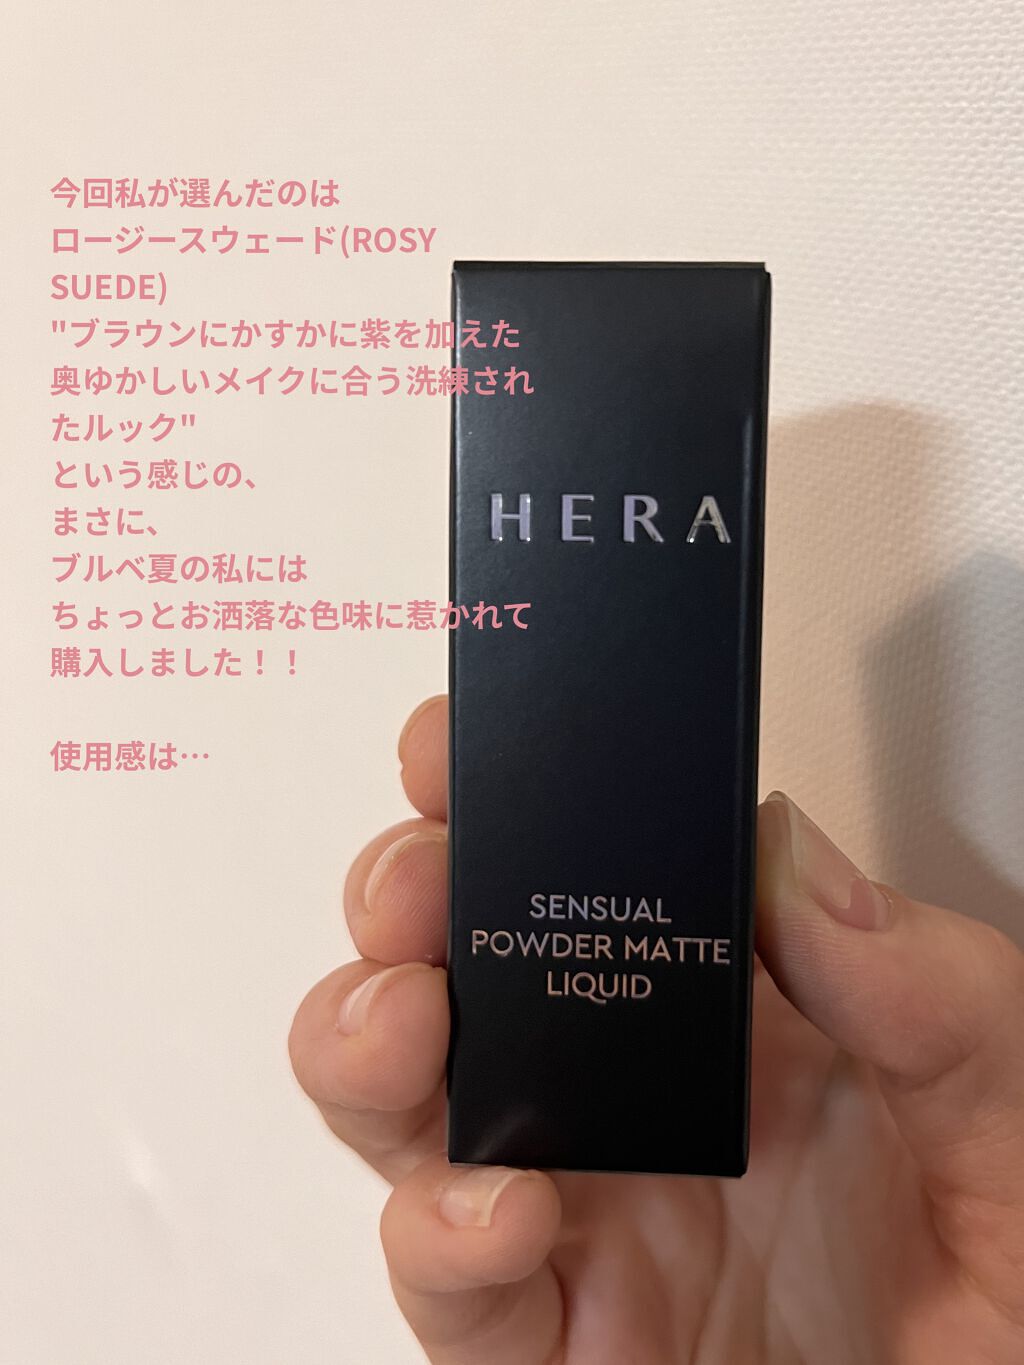 今回私が選んだのは
ロージースウェード(ROSY
SUEDE)
"ブラウンにかすかに紫を加えた
奥ゆかしいメイクに合う洗練され
たルック"
という感じの、
まさに、
ブルベ夏の私には
ちょっとお洒落な色味に惹かれて
購入しました！！
使用感は…
HERA
SENSUAL
POWDER MATTE
LIQUID